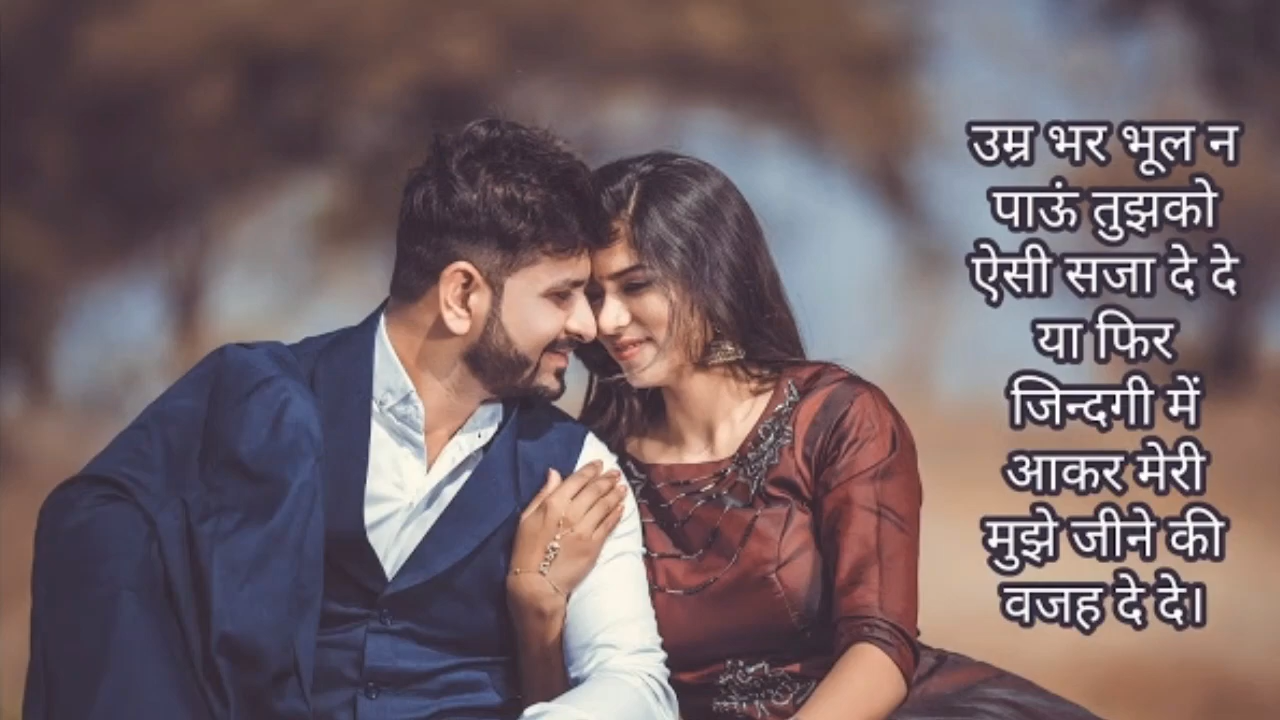 उम्र भर भूल न
पाऊं तुझको
ऐसी सजा दे दे
या फिर
जिन्दगी में
आकर मेरी
मुझे जीने की
वजह दे दे।